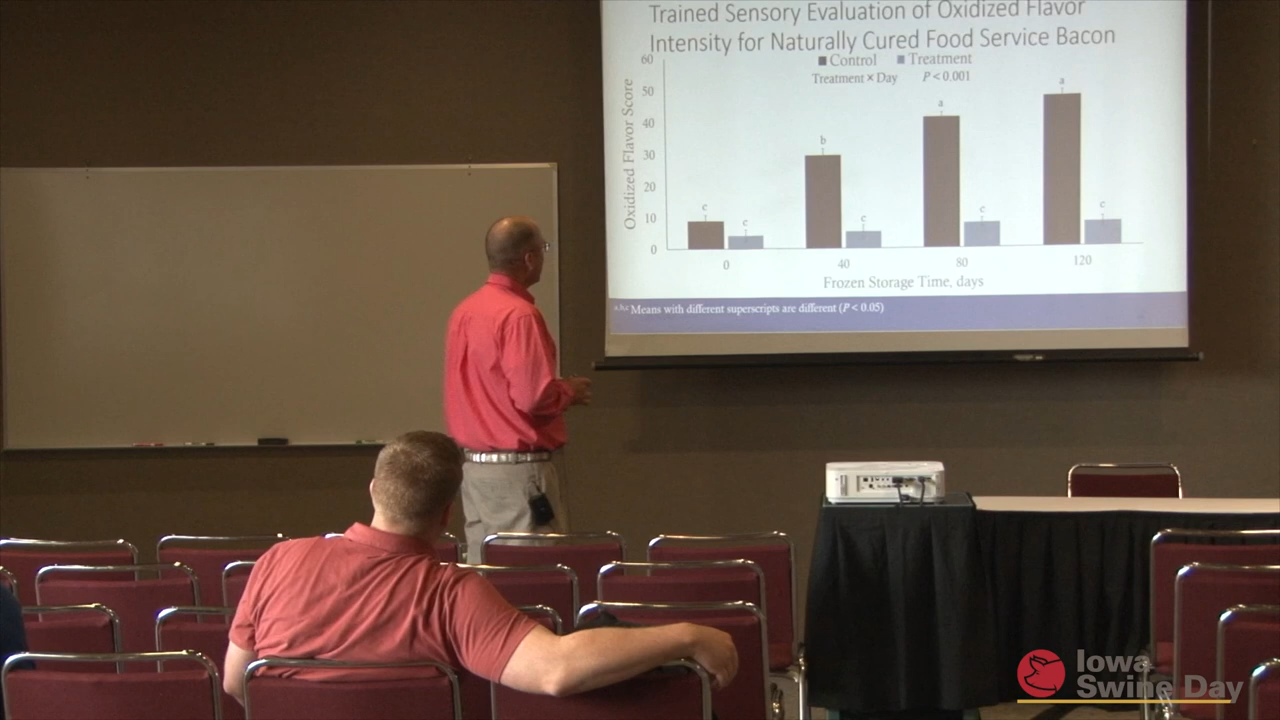 Trained Sensory Evaluation of Oxidized Flavor
Intensity for Naturally Cured Food Service Bacon
Control Treatment
Treatment × Day P < 0.001
Oxidized Flavor Score
60
50
40
30
20
10
0
c
c
b
c
a
c
a
c
0 40 80 120
Frozen Storage Time, days
a,b,c Means with different superscripts are different (P < 0.05)
Iowa
Swine Day